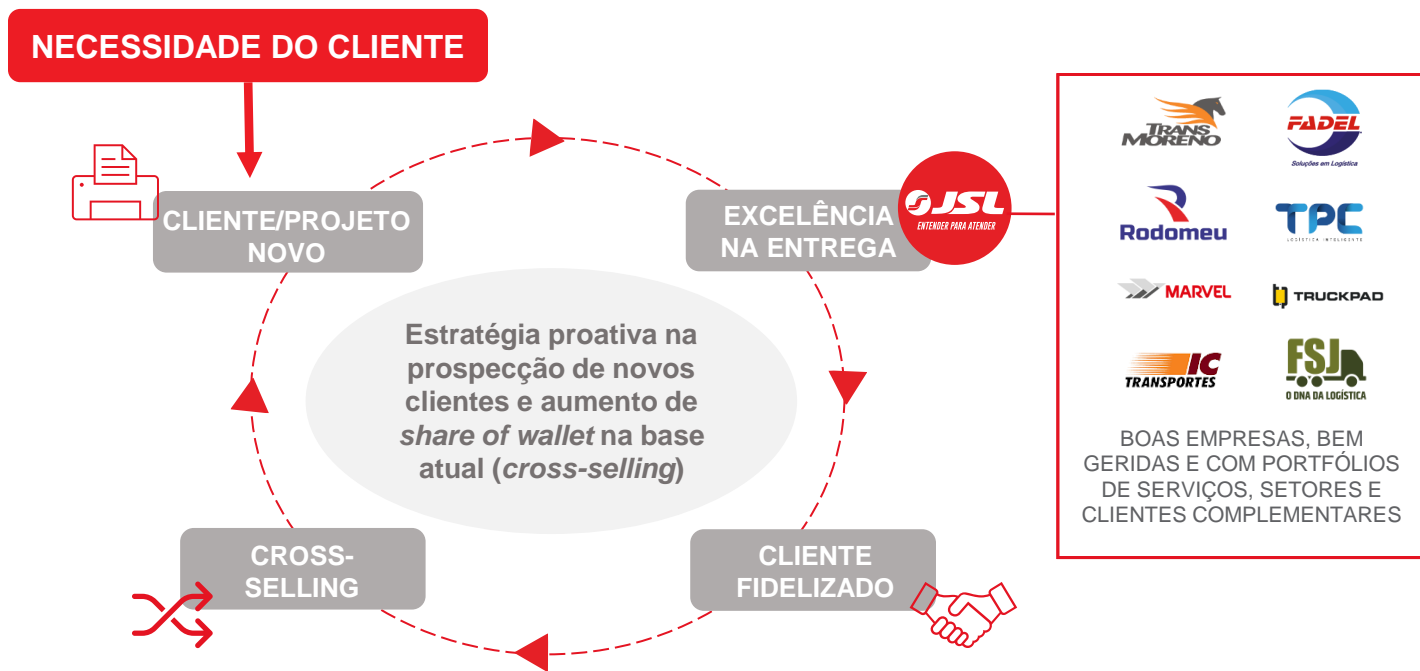 NECESSIDADE DO CLIENTE
CLIENTE/PROJETO
NOVO
EXCELÊNCIA
NA ENTREGA
JSL
ENTENDER PARA ATENDER
Estratégia proativa na
prospecção de novos
clientes e aumento de
share of wallet na base
atual (cross-selling)
CROSS-
SELLING
CLIENTE
FIDELIZADO
TRANS
MORENO
FADEL
Soluções em Logística
Rodomeu
TPC
LOGÍSTICA INTELIGENTE
MARVEL
TRUCKPAD
IC
TRANSPORTES
FSJ
O DNA DA LOGÍSTICA
BOAS EMPRESAS, BEM
GERIDAS E COM PORTFÓLIOS
DE SERVIÇOS, SETORES E
CLIENTES COMPLEMENTARES